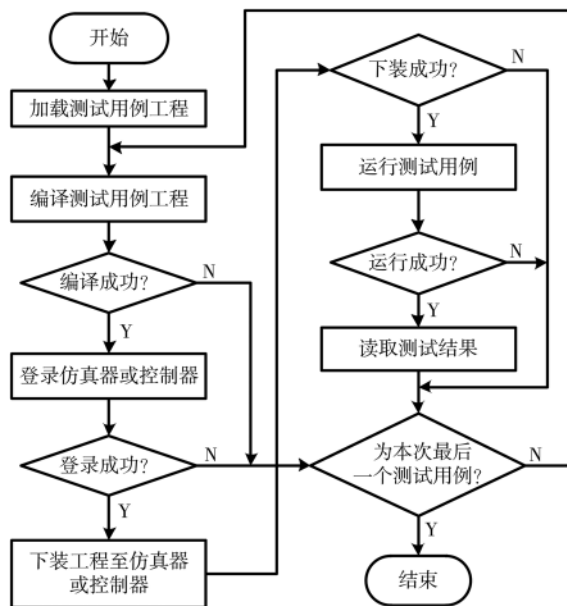 开始
加载测试用例工程
编译测试用例工程
编译成功?
N
Y
登录仿真器或控制器
登录成功?
N
Y
下装工程至仿真器
或控制器
下装成功?
N
Y
运行测试用例
运行成功?
N
Y
读取测试结果
为本次最后
一个测试用例?
N
Y
结束